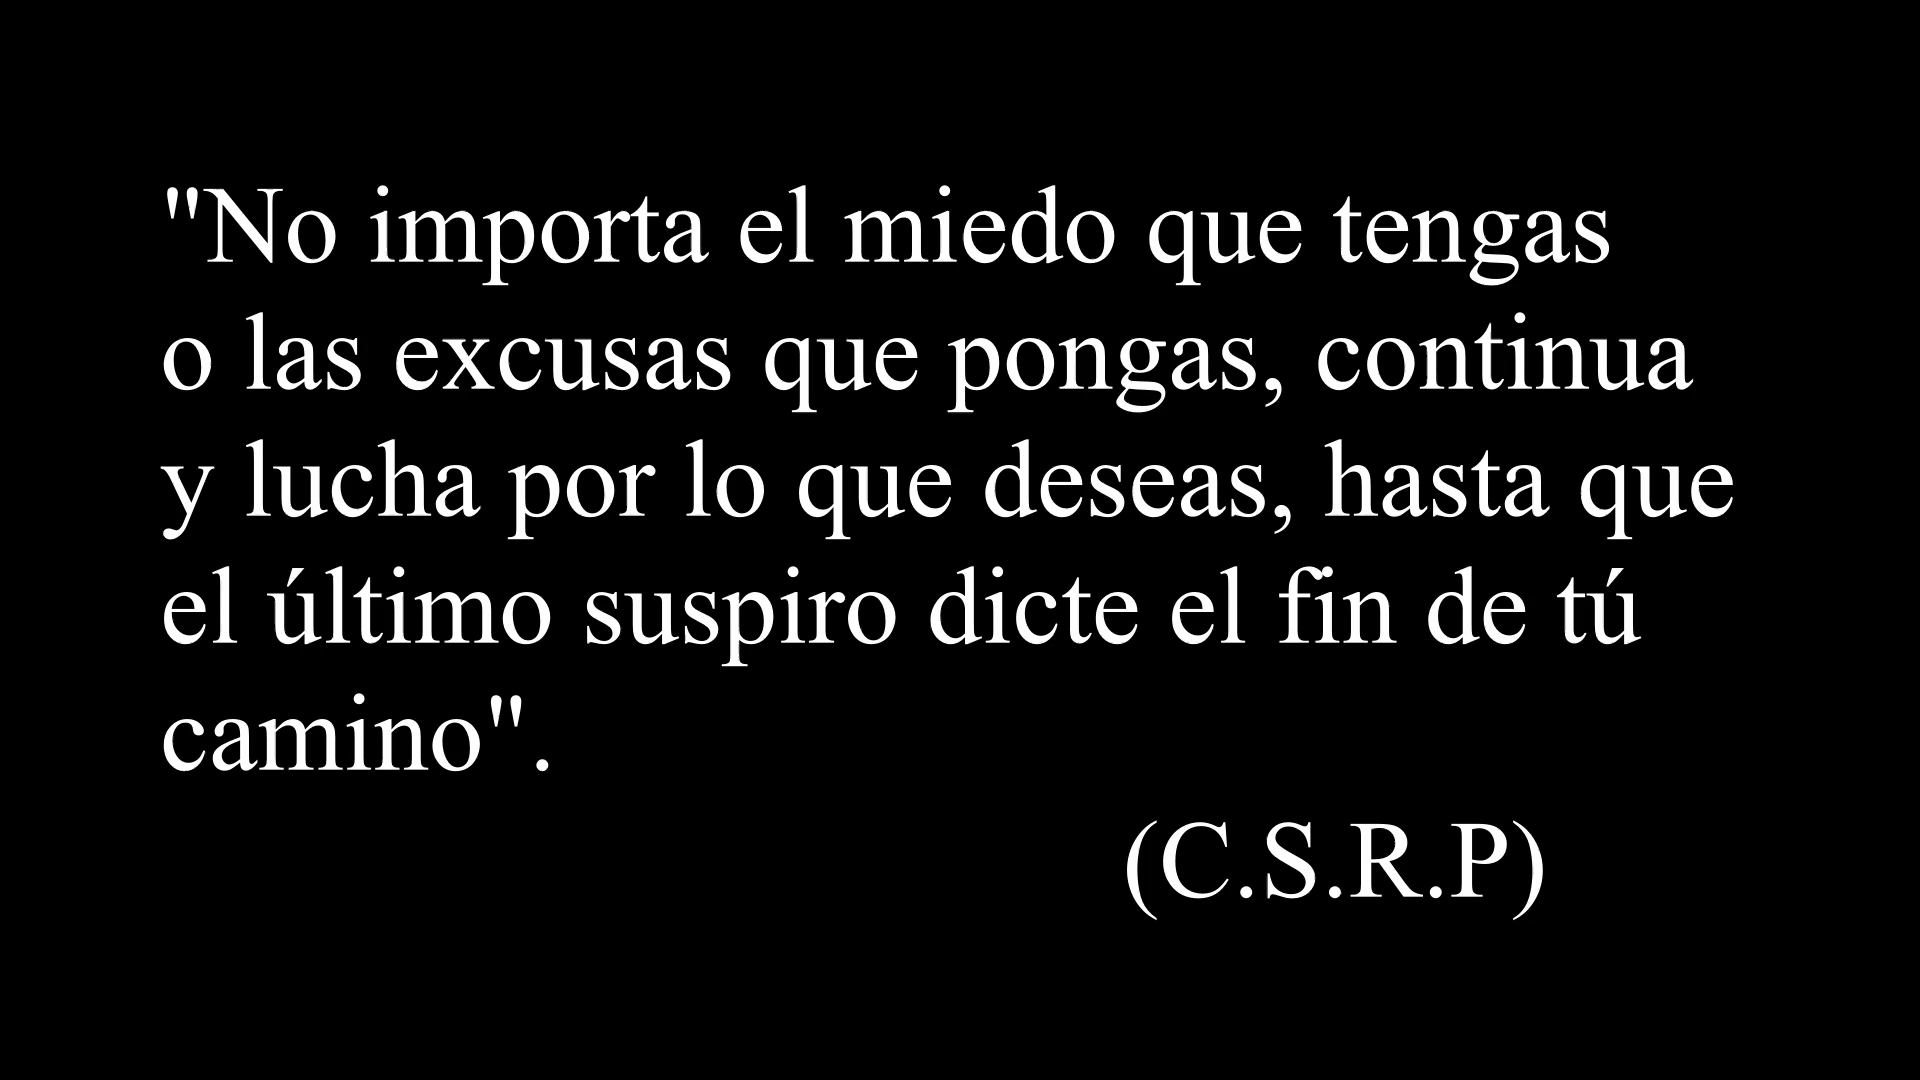 "No importa el miedo que tengas
o las excusas que pongas, continua
y lucha por lo que deseas, hasta que
el último suspiro dicte el fin de tú
camino".
(C.S.R.P)